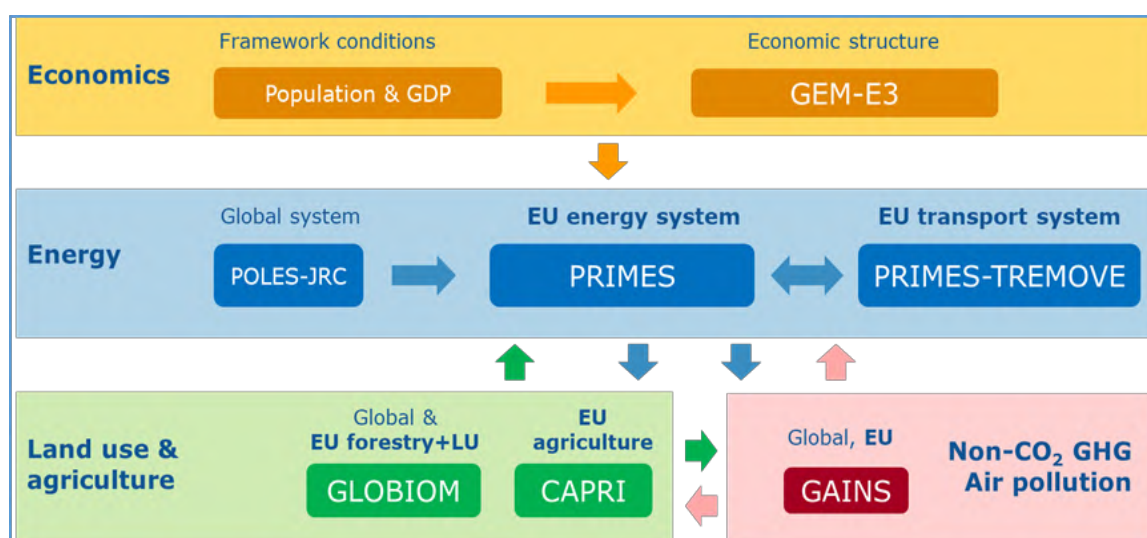 Framework conditions
Economic structure
Economics
Population & GDP
GEM-E3
Global system
EU energy system
EU transport system
Energy
POLES-JRC
PRIMES
PRIMES-TREMOVE
Global &
EU forestry+LU
EU
agriculture
Land use &
agriculture
GLOBIOM
CAPRI
Global, EU
GAINS
Non-CO₂ GHG
Air pollution